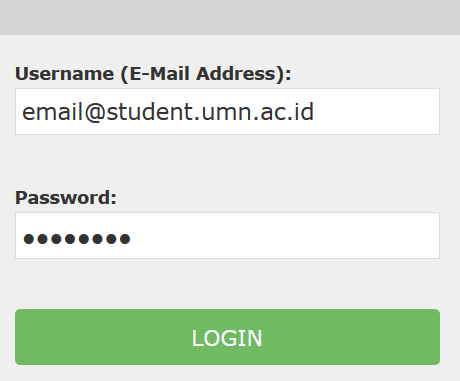 Username (E-Mail Address):
email@student.umn.ac.id
Password:
●●●●●●●●
LOGIN